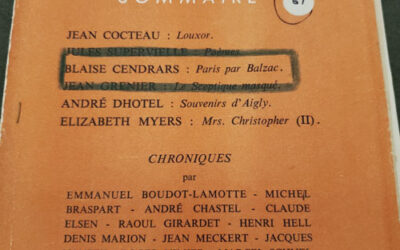 SOMMAIRE
67
JEAN COCTEAU : Louxor.
JULES SUPERVIELLE : Poèmes.
BLAISE CENDRARS : Paris par Balzac.
JEAN GRENIER : Le Sceptique masqué.
ANDRÉ DHOTEL : Souvenirs d'Aigly.
ELIZABETH MYERS : Mrs. Christopher (II).
CHRONIQUES
par
EMMANUEL BOUDOT-LAMOTTE - MICHEL
BRASPART - ANDRÉ CHASTEL - CLAUDE
ELSEN - RAOUL GIRARDET - HENRI HELL
DENIS MARION - JEAN MECKERT - JACQUES